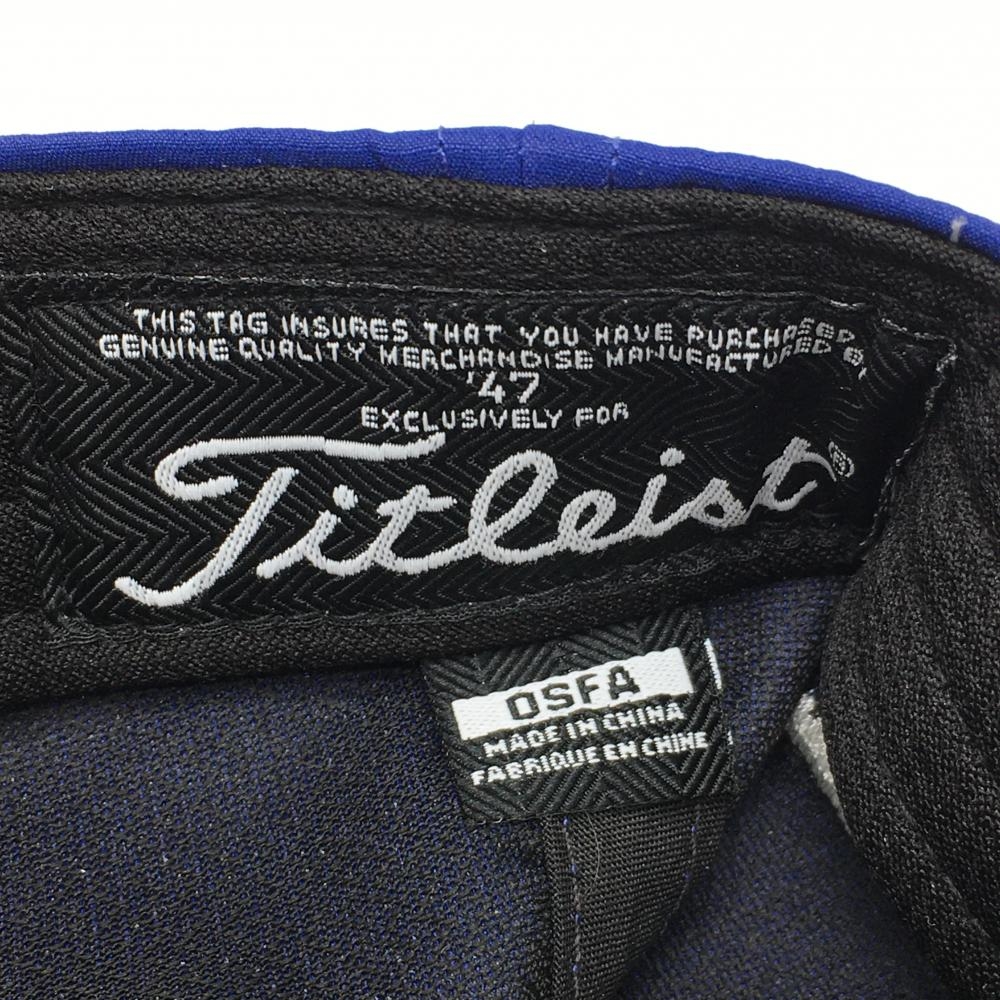 THIS TAG INSURES THAT YOU HAVE PURCHASED
GENUINE QUALITY MERCHANDISE MANUFACTURED BY
'47
EXCLUSIVELY FOR
Titleist®
OSFA
MADE IN CHINA
FABRIQUE EN CHINE